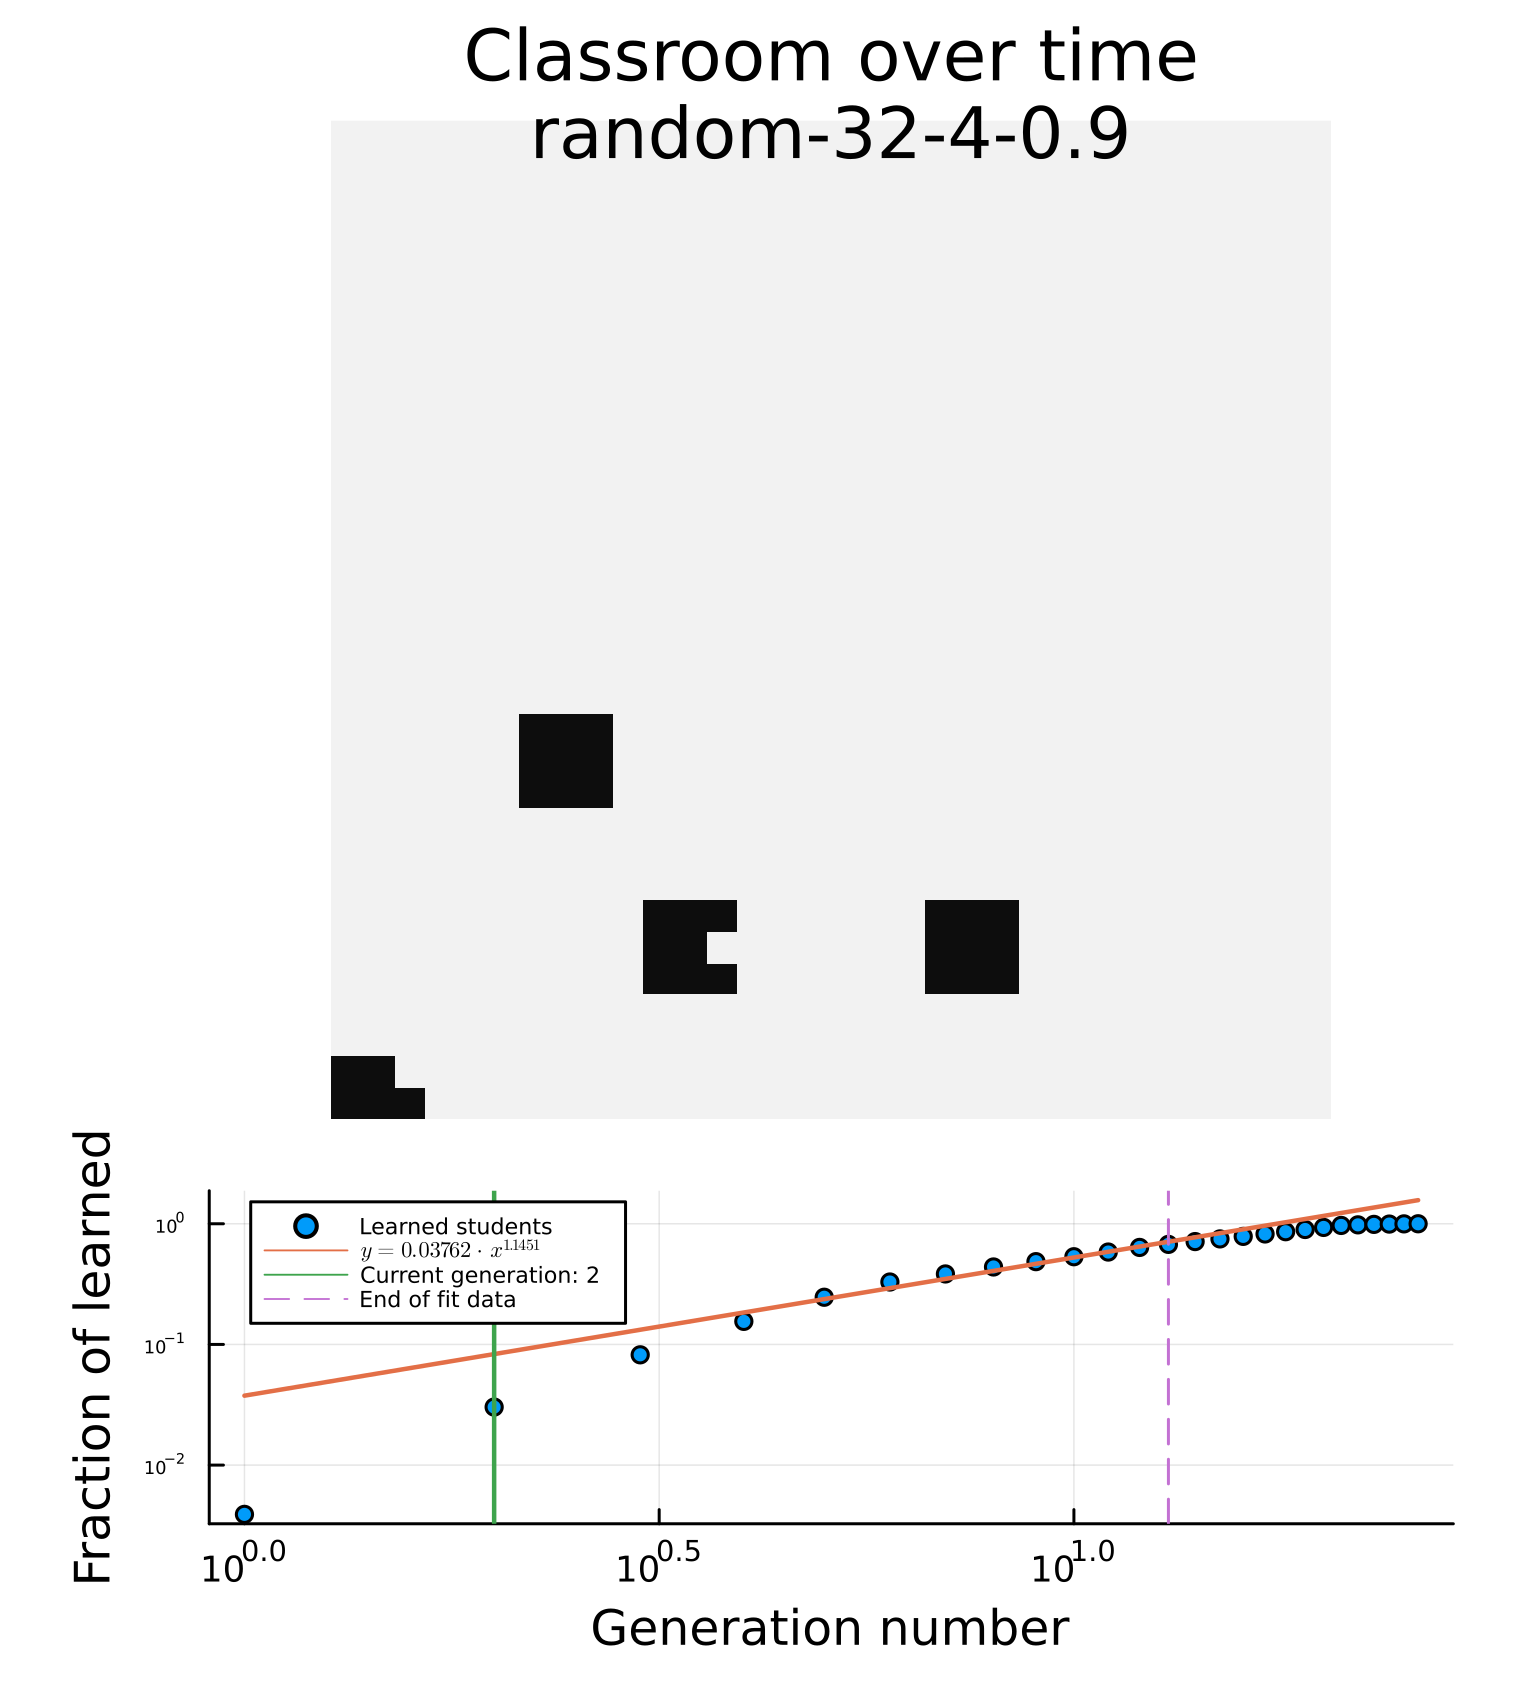 Classroom over time
random-32-4-0.9
Fraction of learned
10⁰
10⁻¹
10⁻²
Learned students
y = 0.03762 · x^1.1451
Current generation: 2
End of fit data
10^0.0
10^0.5
10^1.0
Generation number